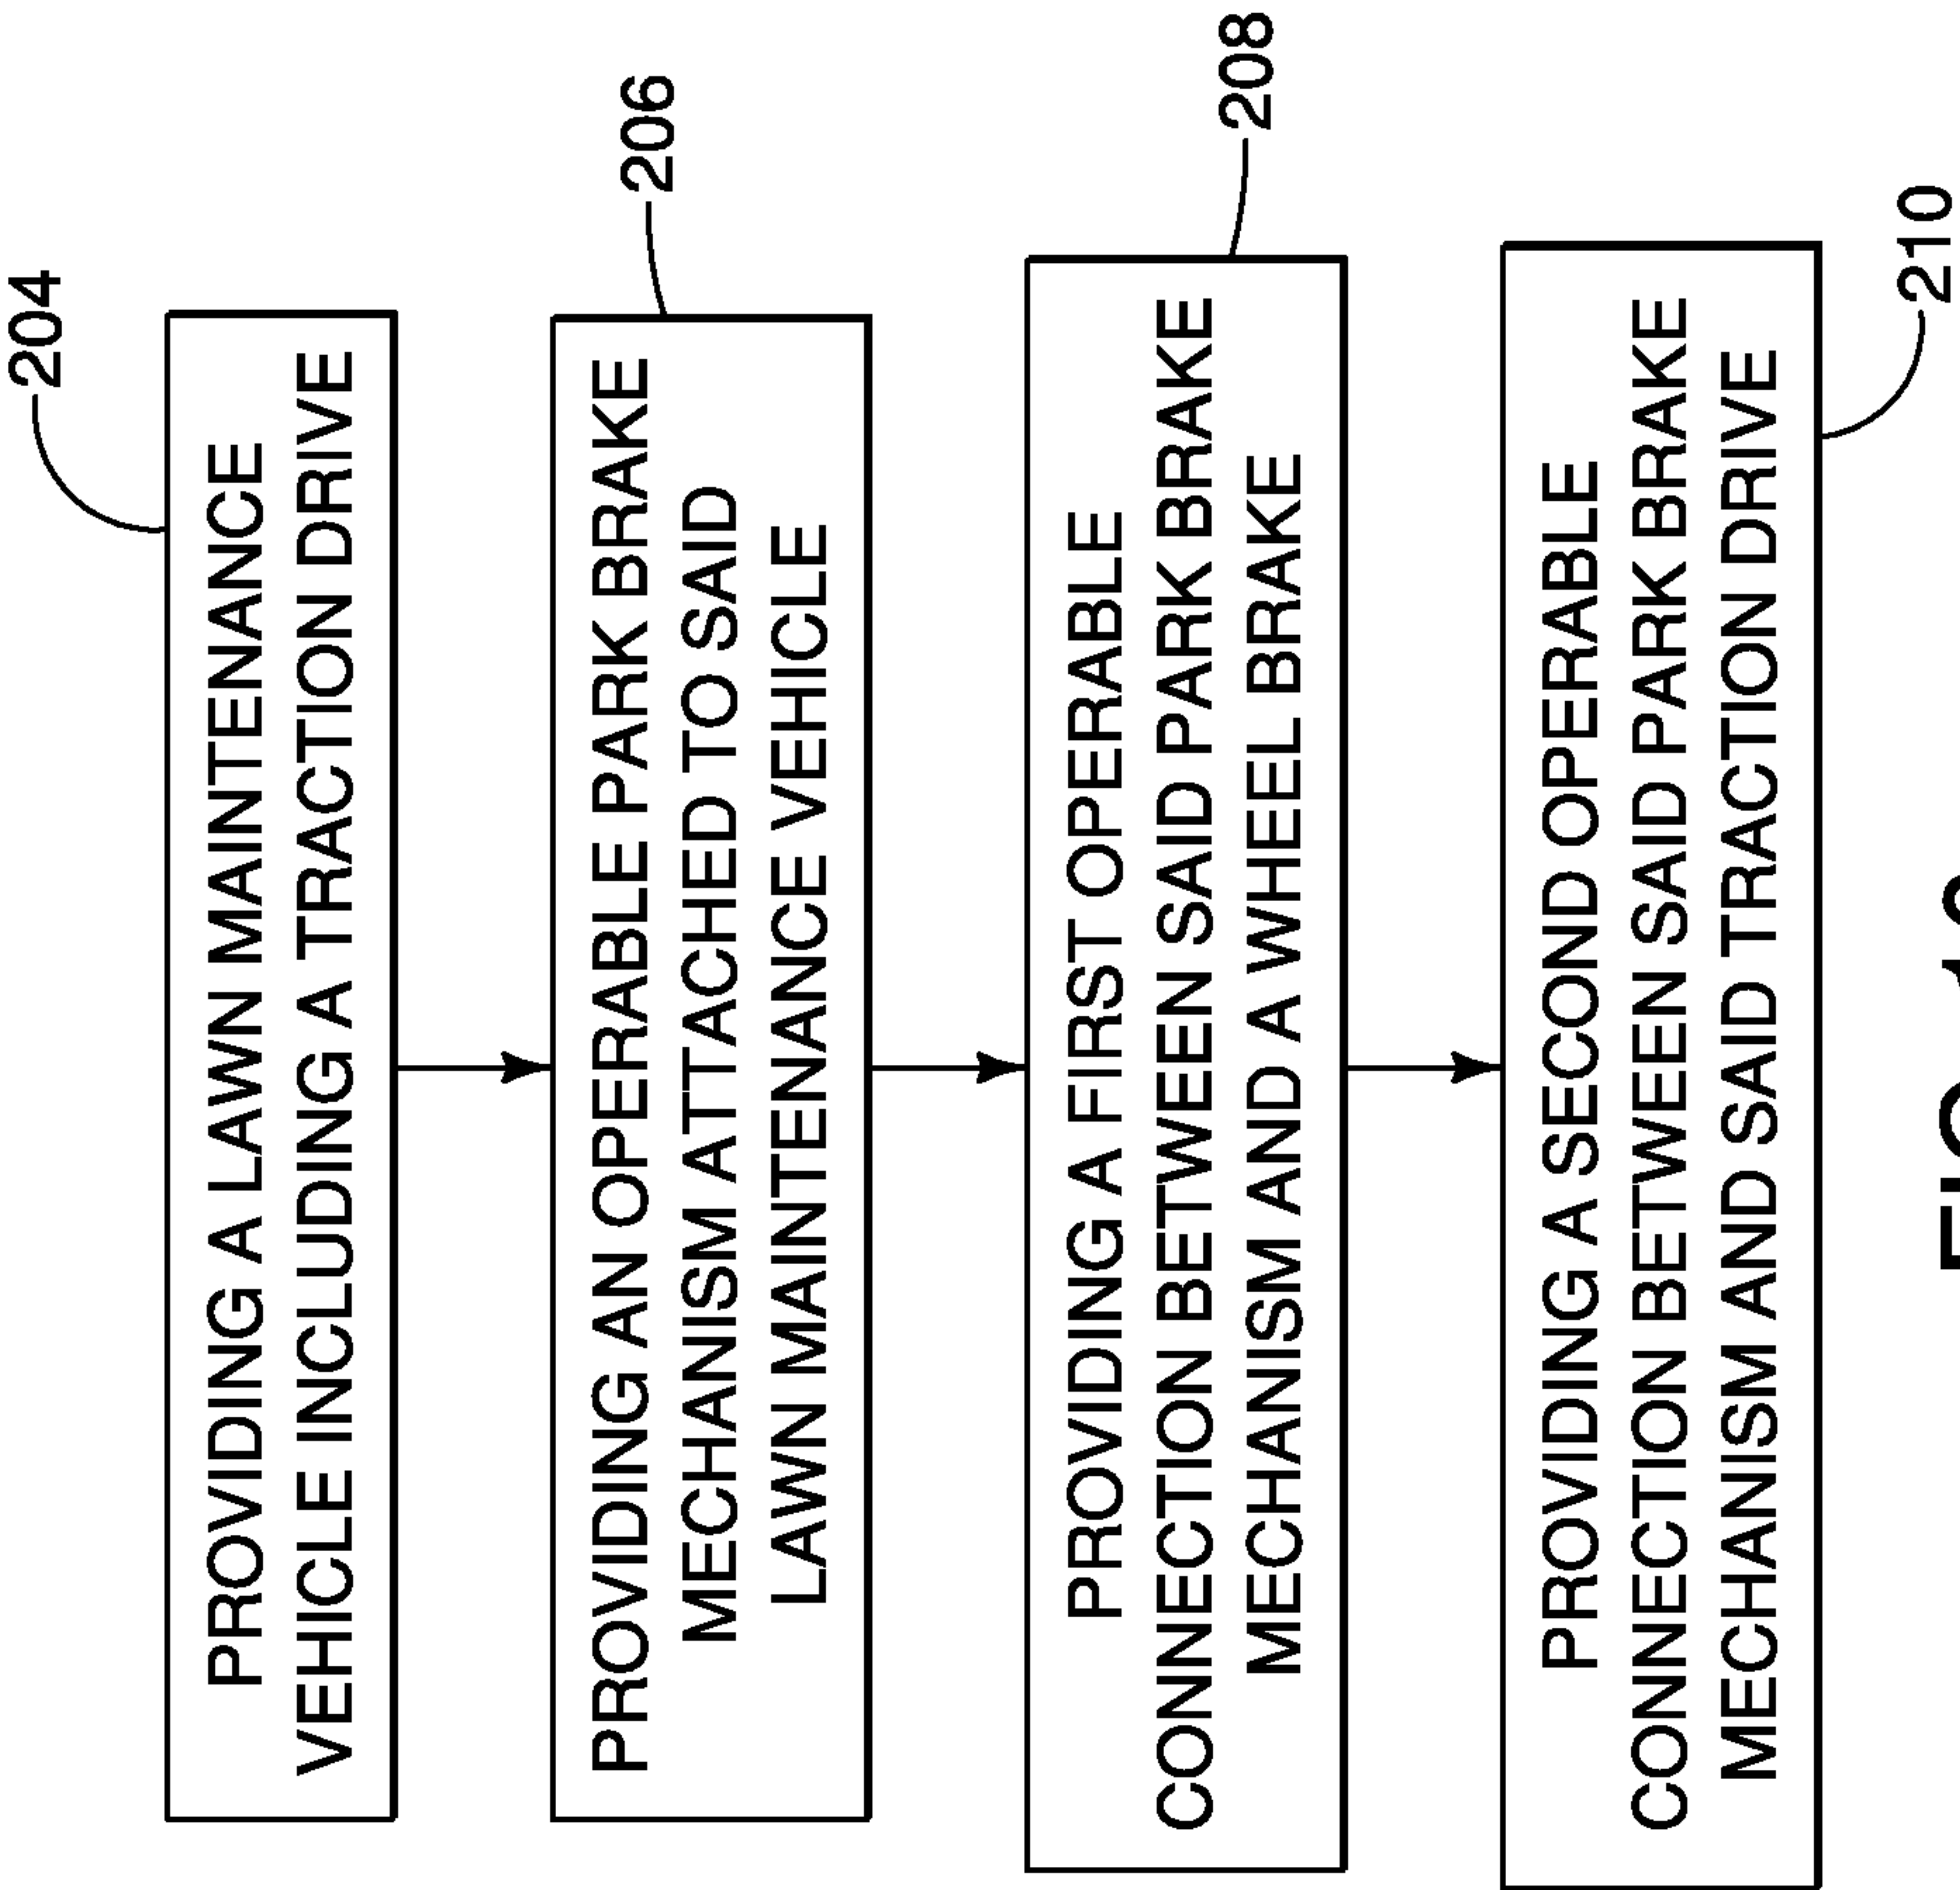 204
PROVIDING A LAWN MAINTENANCE
VEHICLE INCLUDING A TRACTION DRIVE
206
PROVIDING AN OPERABLE PARK BRAKE
MECHANISM ATTACHED TO SAID
LAWN MAINTENANCE VEHICLE
208
PROVIDING A FIRST OPERABLE
CONNECTION BETWEEN SAID PARK BRAKE
MECHANISM AND A WHEEL BRAKE
210
PROVIDING A SECOND OPERABLE
CONNECTION BETWEEN SAID PARK BRAKE
MECHANISM AND SAID TRACTION DRIVE